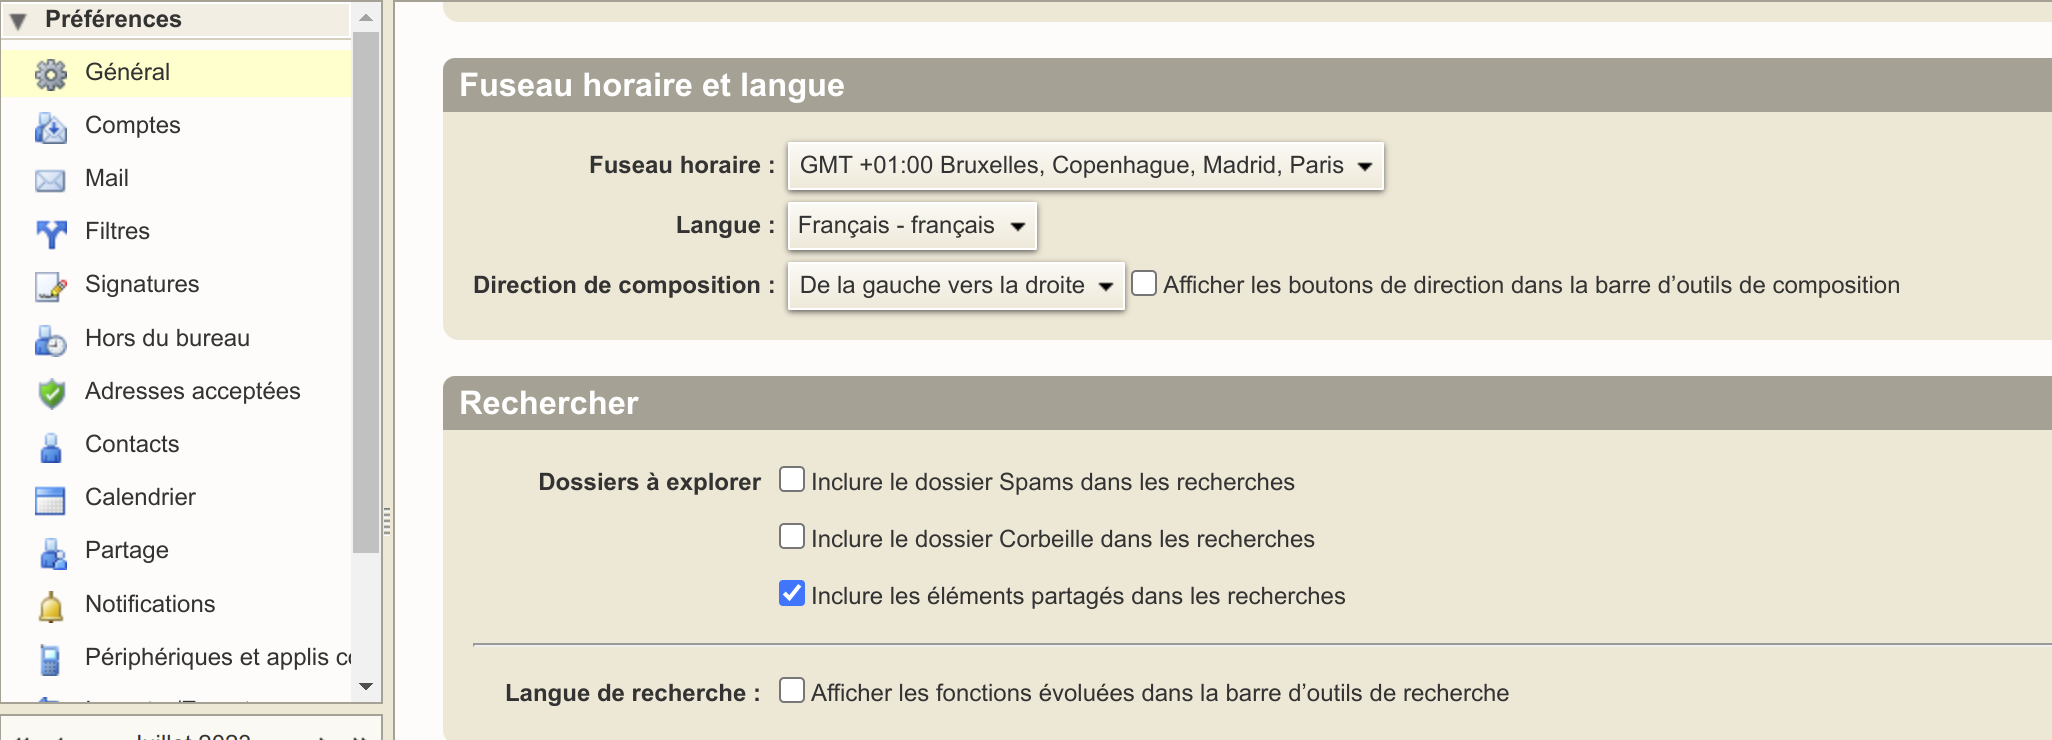 Préférences
Général
Comptes
Mail
Filtres
Signatures
Hors du bureau
Adresses acceptées
Contacts
Calendrier
Partage
Notifications
Périphériques et applis
Juillet 2023
Fuseau horaire et langue
Fuseau horaire : GMT +01:00 Bruxelles, Copenhague, Madrid, Paris
Langue : Français - français
Direction de composition : De la gauche vers la droite Afficher les boutons de direction dans la barre d’outils de composition
Rechercher
Dossiers à explorer Inclure le dossier Spams dans les recherches
Inclure le dossier Corbeille dans les recherches
Inclure les éléments partagés dans les recherches
Langue de recherche : Afficher les fonctions évoluées dans la barre d’outils de recherche